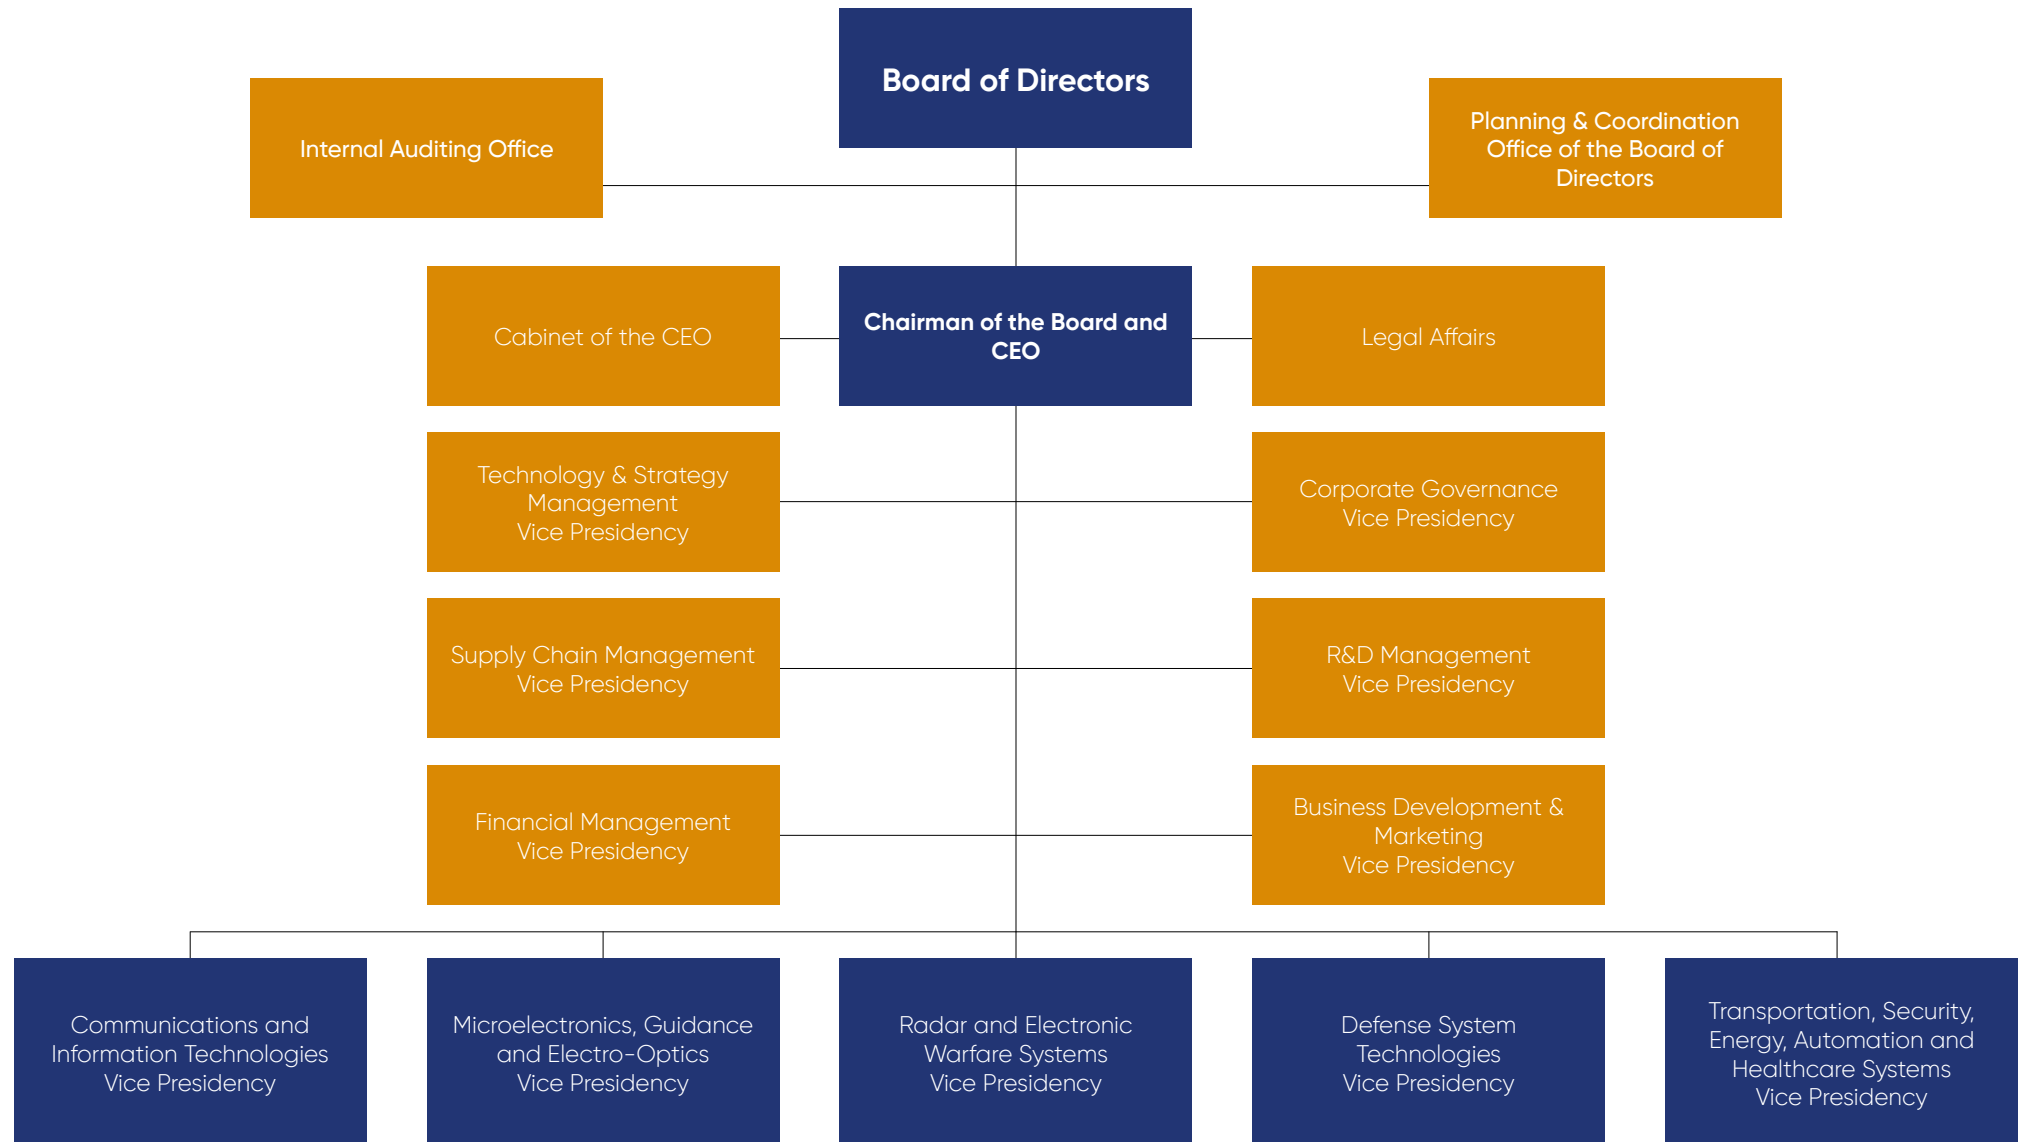 Board of Directors
Internal Auditing Office
Planning & Coordination
Office of the Board of
Directors
Cabinet of the CEO
Chairman of the Board and
CEO
Legal Affairs
Technology & Strategy
Management
Vice Presidency
Corporate Governance
Vice Presidency
Supply Chain Management
Vice Presidency
R&D Management
Vice Presidency
Financial Management
Vice Presidency
Business Development &
Marketing
Vice Presidency
Communications and
Information Technologies
Vice Presidency
Microelectronics, Guidance
and Electro-Optics
Vice Presidency
Radar and Electronic
Warfare Systems
Vice Presidency
Defense System
Technologies
Vice Presidency
Transportation, Security,
Energy, Automation and
Healthcare Systems
Vice Presidency